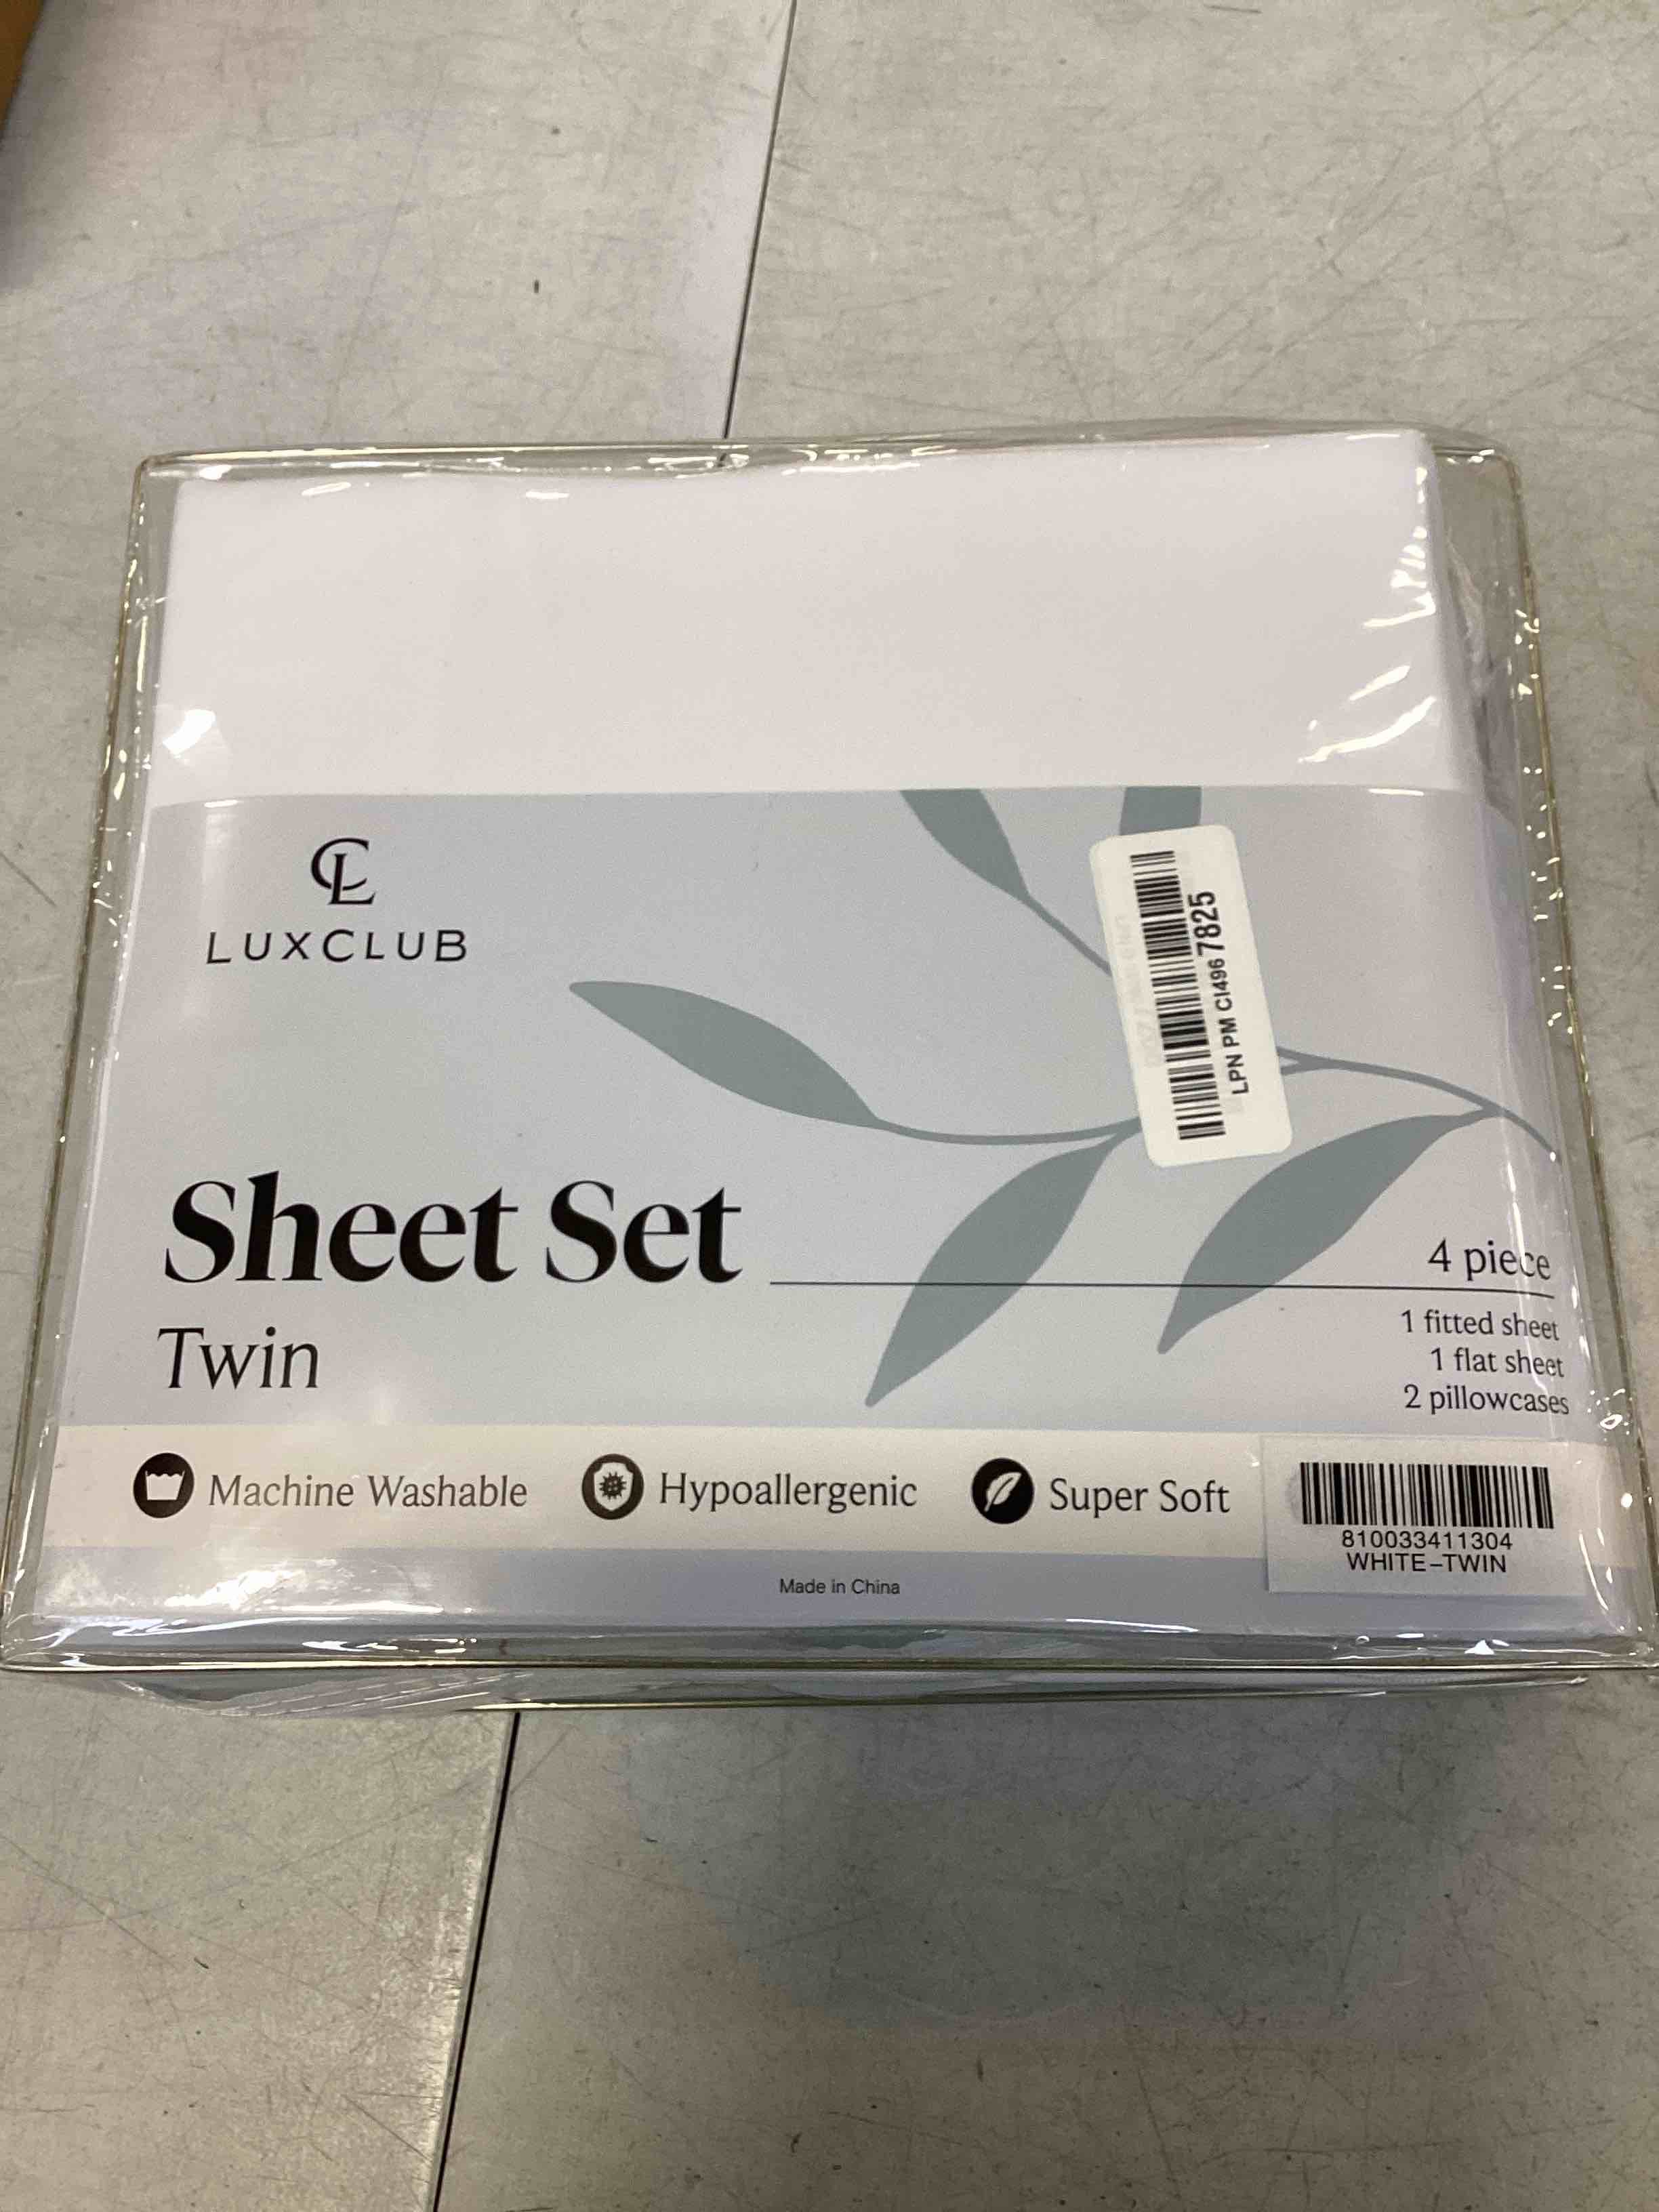 CL
LUXCLUB
LPN PM CI496 7825
Sheet Set
Twin
4 piece
1 fitted sheet
1 flat sheet
2 pillowcases
Machine Washable
Hypoallergenic
Super Soft
810033411304
WHITE-TWIN
Made in China